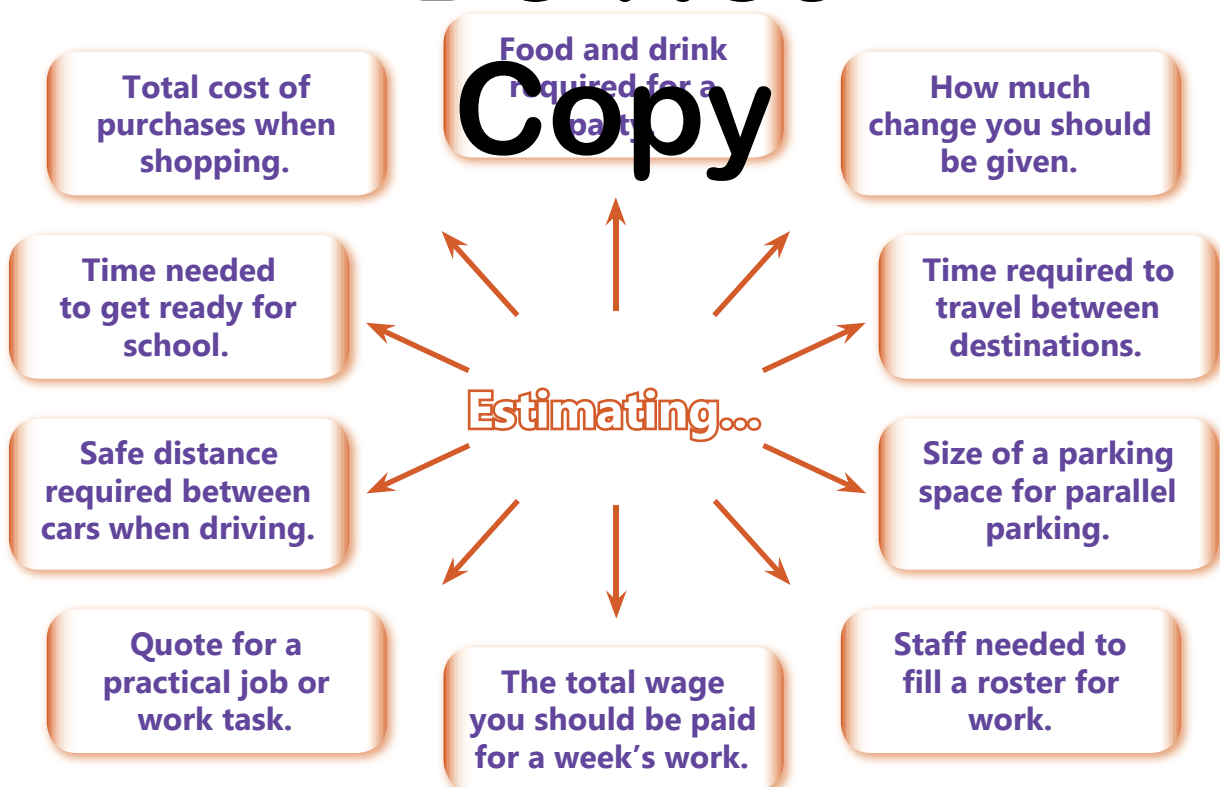 Food and drink
required for a
party.
Copy
Total cost of
purchases when
shopping.
How much
change you should
be given.
Time needed
to get ready for
school.
Time required to
travel between
destinations.
Estimating...
Safe distance
required between
cars when driving.
Size of a parking
space for parallel
parking.
Quote for a
practical job or
work task.
The total wage
you should be paid
for a week's work.
Staff needed to
fill a roster for
work.